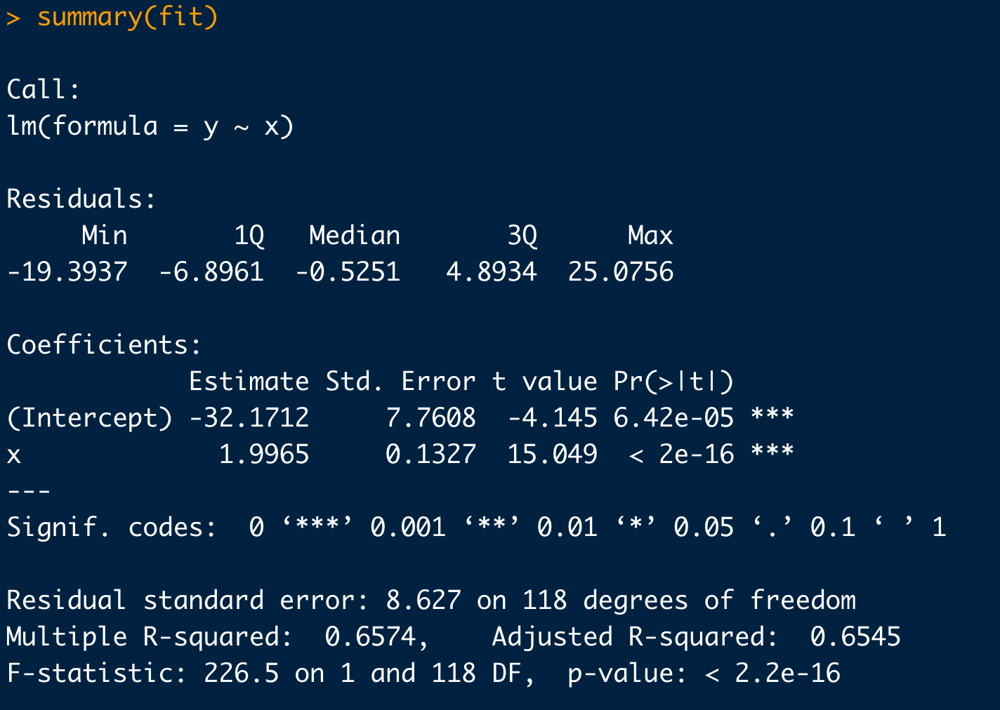 > summary(fit)
Call:
lm(formula = y ~ x)
Residuals:
     Min       1Q   Median       3Q      Max
-19.3937  -6.8961  -0.5251   4.8934  25.0756
Coefficients:
            Estimate Std. Error t value Pr(>|t|)
(Intercept) -32.1712     7.7608  -4.145 6.42e-05 ***
x             1.9965     0.1327  15.049  < 2e-16 ***
---
Signif. codes:  0 ‘***’ 0.001 ‘**’ 0.01 ‘*’ 0.05 ‘.’ 0.1 ‘ ’ 1
Residual standard error: 8.627 on 118 degrees of freedom
Multiple R-squared:  0.6574,    Adjusted R-squared:  0.6545
F-statistic: 226.5 on 1 and 118 DF,  p-value: < 2.2e-16